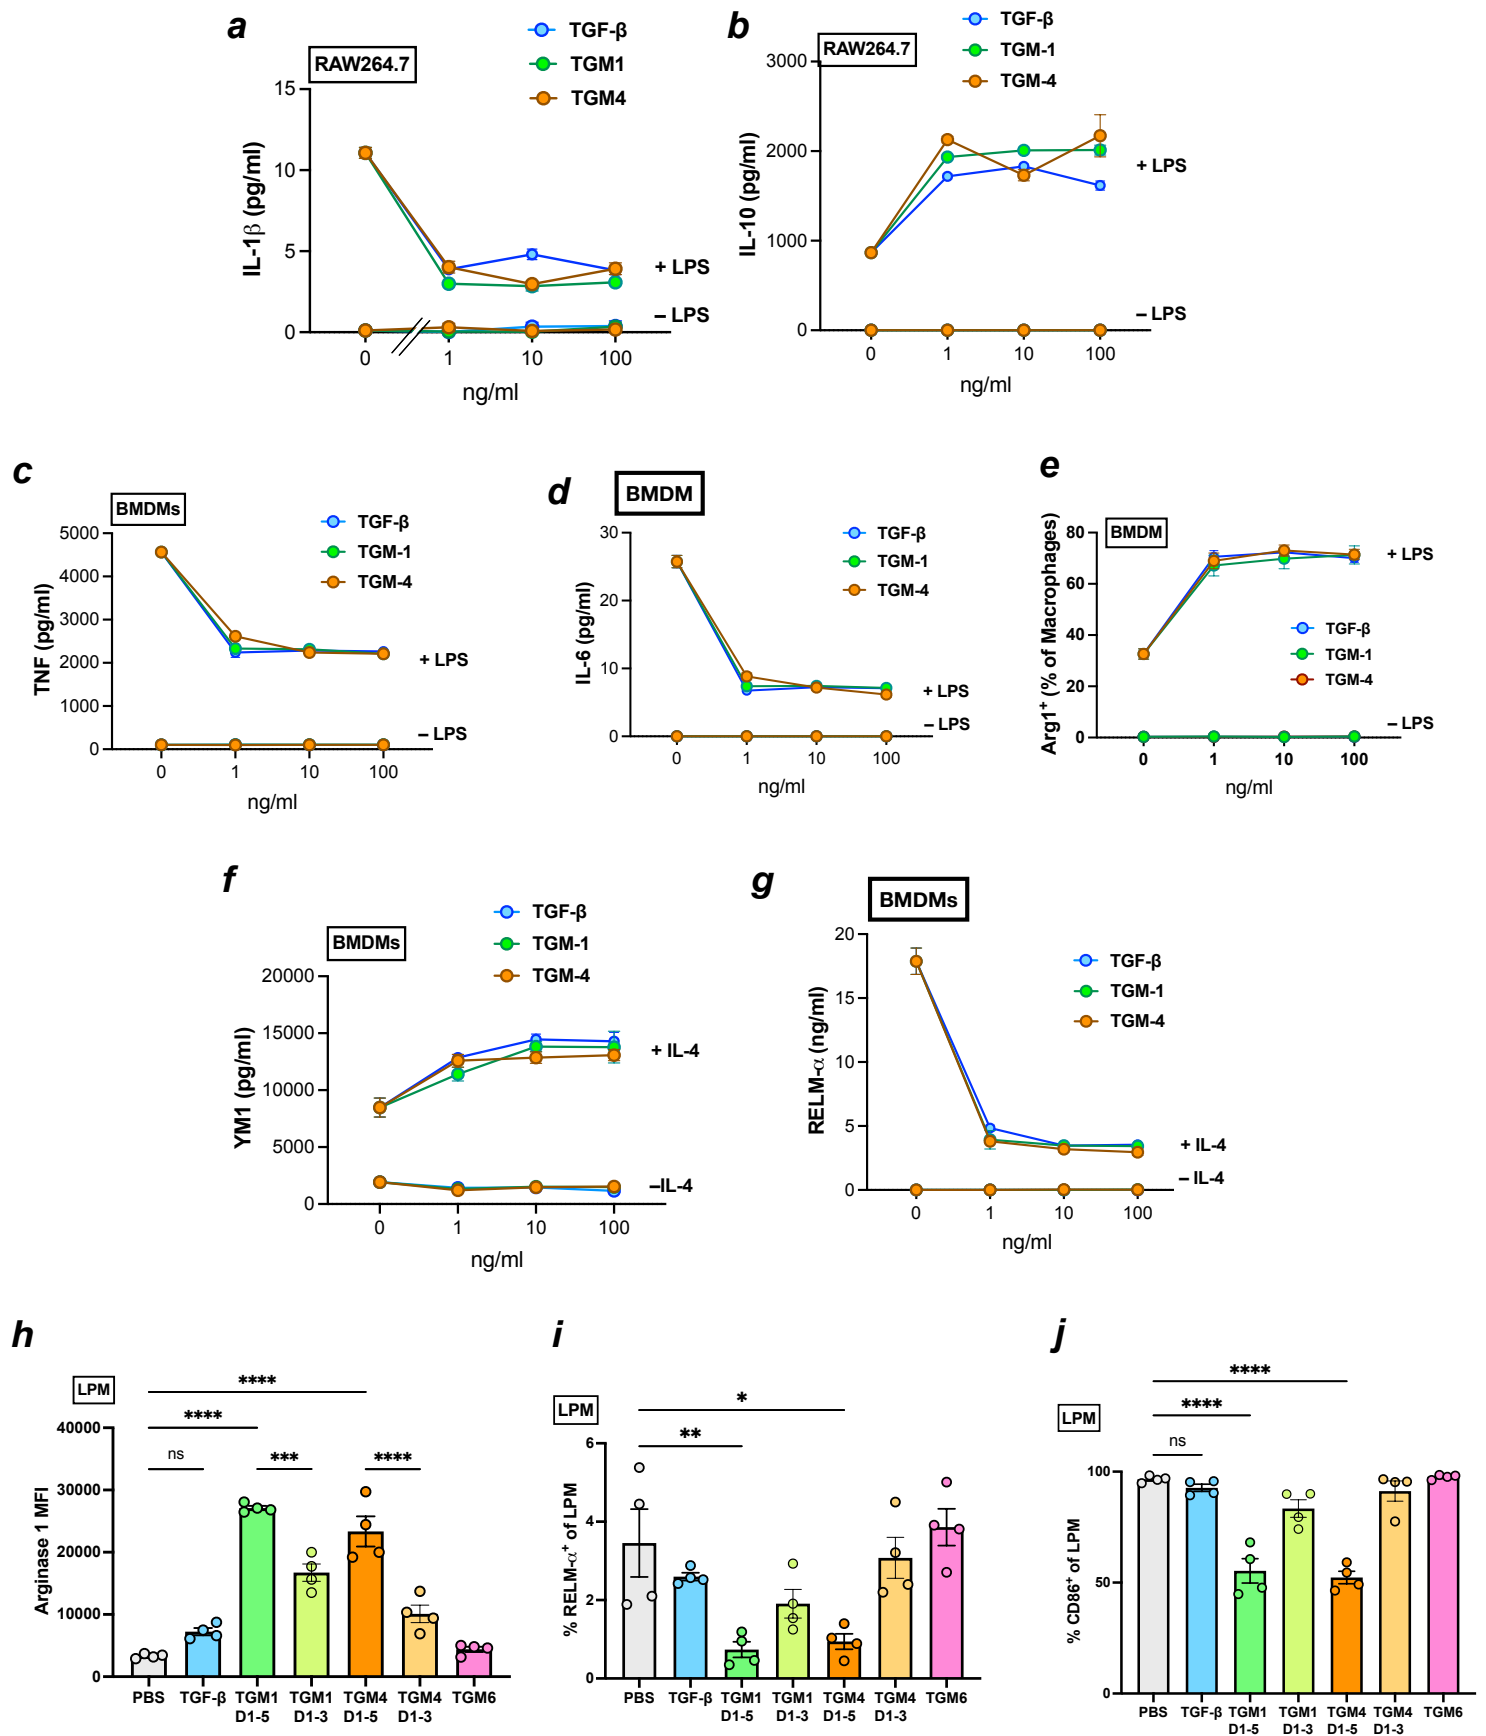 a
RAW264.7
TGF-β
TGM1
TGM4
IL-1β (pg/ml)
15
10
5
0
+ LPS
– LPS
0 1 10 100
ng/ml
b
RAW264.7
TGF-β
TGM-1
TGM-4
IL-10 (pg/ml)
3000
2000
1000
0
+ LPS
– LPS
0 1 10 100
ng/ml
c
BMDMs
TGF-β
TGM-1
TGM-4
TNF (pg/ml)
5000
4000
3000
2000
1000
0
+ LPS
– LPS
0 1 10 100
ng/ml
d
BMDM
TGF-β
TGM-1
TGM-4
IL-6 (pg/ml)
30
20
10
0
+ LPS
– LPS
0 1 10 100
ng/ml
e
BMDM
Arg1+ (% of Macrophages)
80
60
40
20
0
+ LPS
TGF-β
TGM-1
TGM-4
– LPS
0 1 10 100
ng/ml
f
BMDMs
TGF-β
TGM-1
TGM-4
YM1 (pg/ml)
20000
15000
10000
5000
0
+ IL-4
–IL-4
0 1 10 100
ng/ml
g
BMDMs
TGF-β
TGM-1
TGM-4
RELM-α (ng/ml)
20
15
10
5
0
+ IL-4
– IL-4
0 1 10 100
ng/ml
h
LPM
****
****
ns *** ****
Arginase 1 MFI
40000
30000
20000
10000
0
PBS TGF-β TGM1 TGM1 TGM4 TGM4 TGM6
D1-5 D1-3 D1-5 D1-3
i
LPM
*
**
% RELM-α+ of LPM
6
4
2
0
PBS TGF-β TGM1 TGM1 TGM4 TGM4 TGM6
D1-5 D1-3 D1-5 D1-3
j
LPM
****
****
ns
% CD86+ of LPM
100
50
0
PBS TGF-β TGM1 TGM1 TGM4 TGM4 TGM6
D1-5 D1-3 D1-5 D1-3